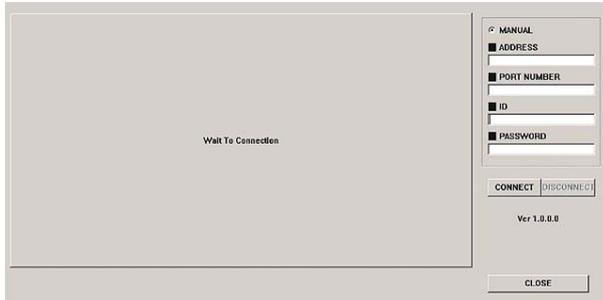 Wait To Connection
MANUAL
ADDRESS
PORT NUMBER
ID
PASSWORD
CONNECT DISCONNECT
Ver 1.0.0.0
CLOSE